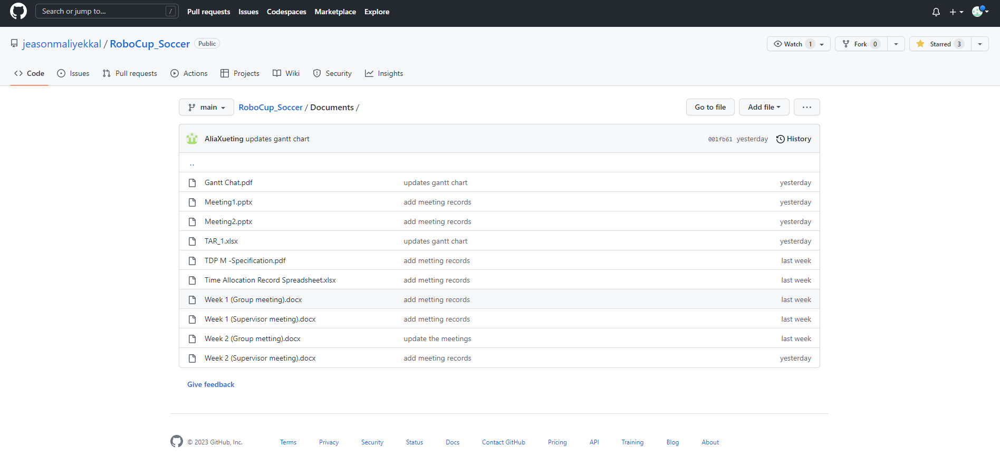 Search or jump to... /
Pull requests Issues Codespaces Marketplace Explore
jeasonmaliyekkal / RoboCup_Soccer Public
Watch 1 Fork 0 Starred 3
Code Issues Pull requests Actions Projects Wiki Security Insights
main RoboCup_Soccer / Documents / Go to file Add file ...
AliaXueting updates gantt chart 001fb61 yesterday History
..
Gantt Chat.pdf updates gantt chart yesterday
Meeting1.pptx add meeting records yesterday
Meeting2.pptx add meeting records yesterday
TAR_1.xlsx updates gantt chart yesterday
TDP M -Specification.pdf add metting records last week
Time Allocation Record Spreadsheet.xlsx add metting records last week
Week 1 (Group meeting).docx add metting records last week
Week 1 (Supervisor meeting).docx add metting records last week
Week 2 (Group metting).docx update the meetings last week
Week 2 (Supervisor meeting).docx add meeting records yesterday
Give feedback
© 2023 GitHub, Inc. Terms Privacy Security Status Docs Contact GitHub Pricing API Training Blog About